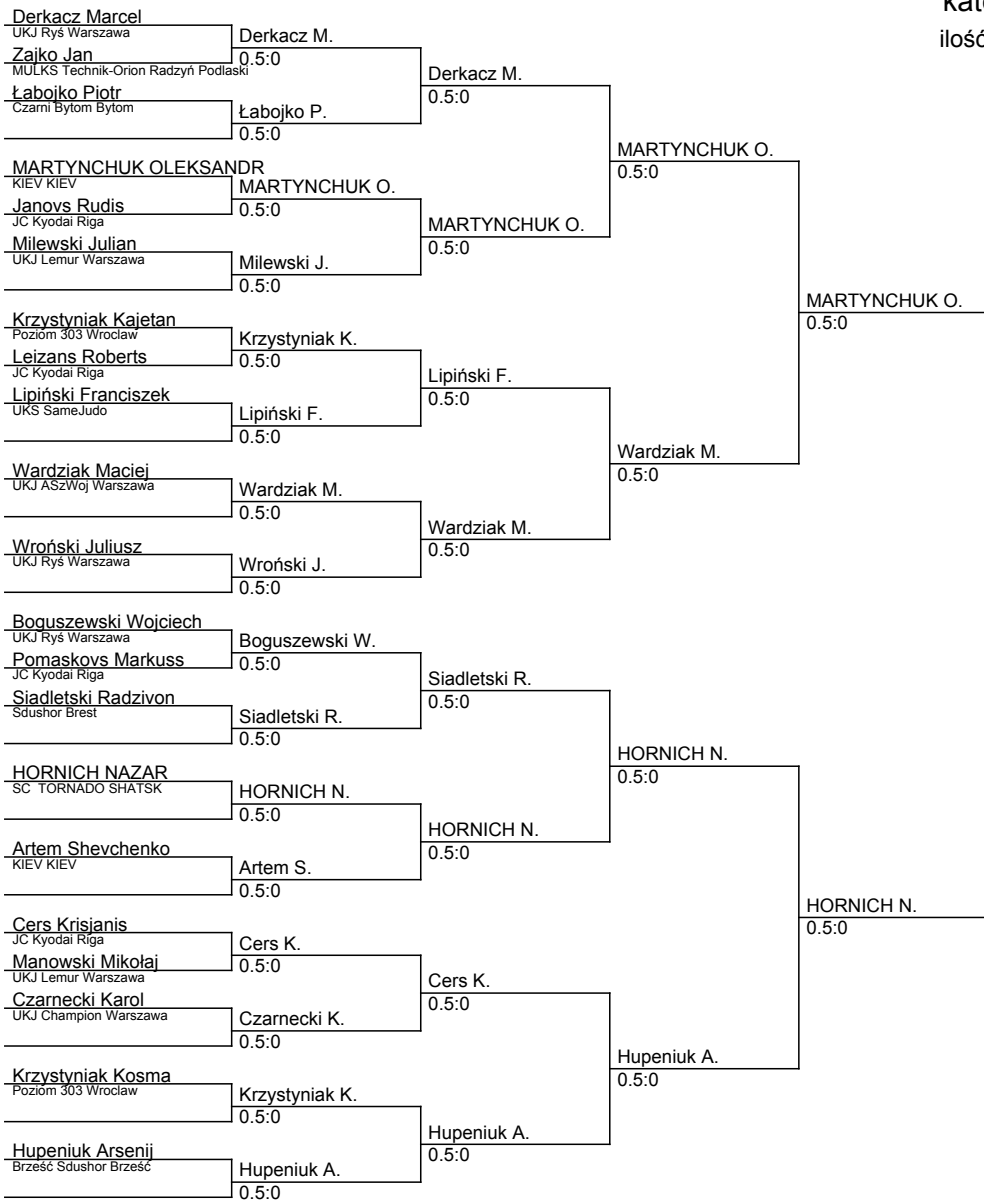 Derkacz Marcel
UKJ Ryś Warszawa
Zajko Jan
MULKS Technik-Orion Radzyń Podlaski
Łabojko Piotr
Czarni Bytom Bytom
MARTYNCHUK OLEKSANDR
KIEV KIEV
Janovs Rudis
JC Kyodai Riga
Milewski Julian
UKJ Lemur Warszawa
Krzystyniak Kajetan
Poziom 303 Wroclaw
Leizans Roberts
JC Kyodai Riga
Lipiński Franciszek
UKS SameJudo
Wardziak Maciej
UKJ ASzWoj Warszawa
Wroński Juliusz
UKJ Ryś Warszawa
Boguszewski Wojciech
UKJ Ryś Warszawa
Pomaskovs Markuss
JC Kyodai Riga
Siadletski Radzivon
Sdushor Brest
HORNICH NAZAR
SC TORNADO SHATSK
Artem Shevchenko
KIEV KIEV
Cers Krisjanis
JC Kyodai Riga
Manowski Mikołaj
UKJ Lemur Warszawa
Czarnecki Karol
UKJ Champion Warszawa
Krzystyniak Kosma
Poziom 303 Wroclaw
Hupeniuk Arsenij
Brześć Sdushor Brześć
Derkacz M.
0.5:0
Łabojko P.
0.5:0
MARTYNCHUK O.
0.5:0
Milewski J.
0.5:0
Krzystyniak K.
0.5:0
Lipiński F.
0.5:0
Wardziak M.
0.5:0
Wroński J.
0.5:0
Boguszewski W.
0.5:0
Siadletski R.
0.5:0
HORNICH N.
0.5:0
Artem S.
0.5:0
Cers K.
0.5:0
Czarnecki K.
0.5:0
Krzystyniak K.
0.5:0
Hupeniuk A.
0.5:0
Derkacz M.
0.5:0
MARTYNCHUK O.
0.5:0
Lipiński F.
0.5:0
Wardziak M.
0.5:0
Siadletski R.
0.5:0
HORNICH N.
0.5:0
Cers K.
0.5:0
Hupeniuk A.
0.5:0
MARTYNCHUK O.
0.5:0
Wardziak M.
0.5:0
HORNICH N.
0.5:0
Hupeniuk A.
0.5:0
MARTYNCHUK O.
0.5:0
HORNICH N.
0.5:0
ilość